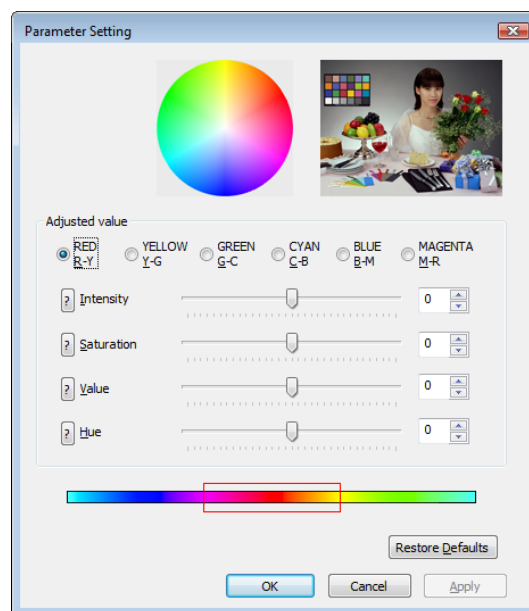 Parameter Setting
Adjusted value
RED
R-Y
YELLOW
Y-G
GREEN
G-C
CYAN
C-B
BLUE
B-M
MAGENTA
M-R
? Intensity 0
? Saturation 0
? Value 0
? Hue 0
Restore Defaults
OK Cancel Apply